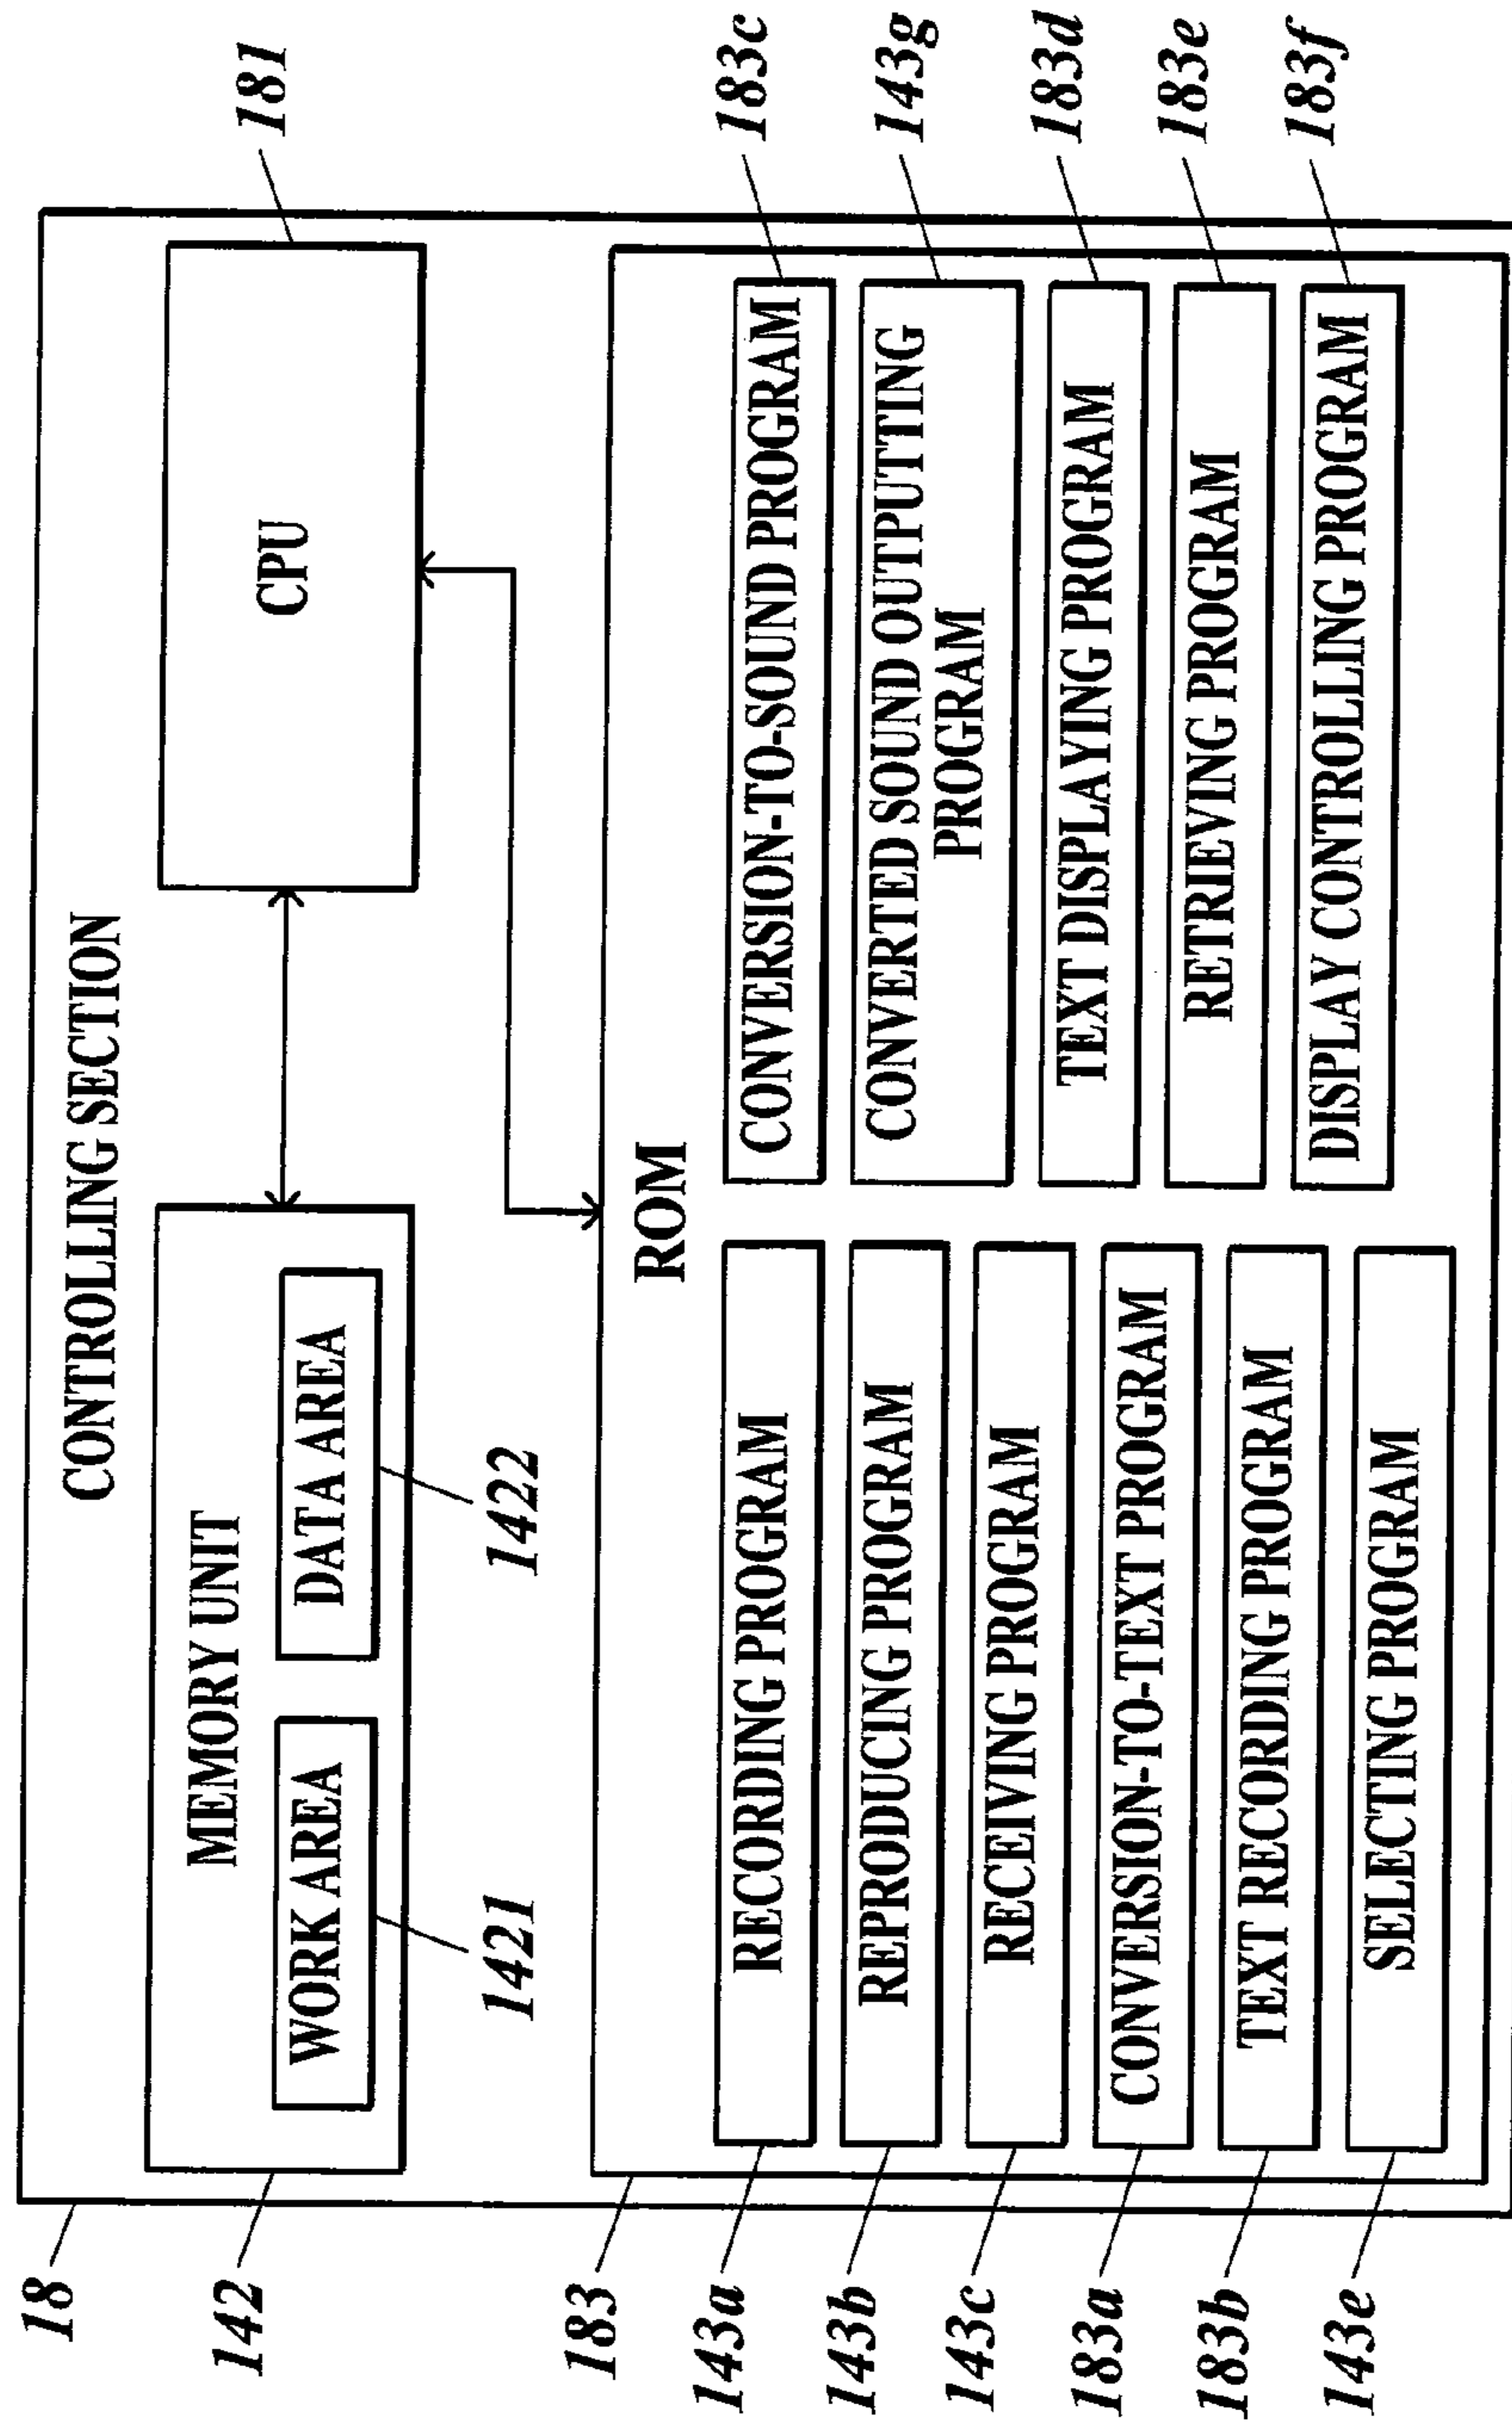 18
CONTROLLING SECTION
142
MEMORY UNIT
WORK AREA
DATA AREA
1421
1422
CPU
181
183
ROM
143a
RECORDING PROGRAM
143b
REPRODUCING PROGRAM
143c
RECEIVING PROGRAM
183a
CONVERSION-TO-TEXT PROGRAM
183b
TEXT RECORDING PROGRAM
143e
SELECTING PROGRAM
CONVERSION-TO-SOUND PROGRAM
183c
CONVERTED SOUND OUTPUTTING
PROGRAM
143g
TEXT DISPLAYING PROGRAM
183d
RETRIEVING PROGRAM
183e
DISPLAY CONTROLLING PROGRAM
183f